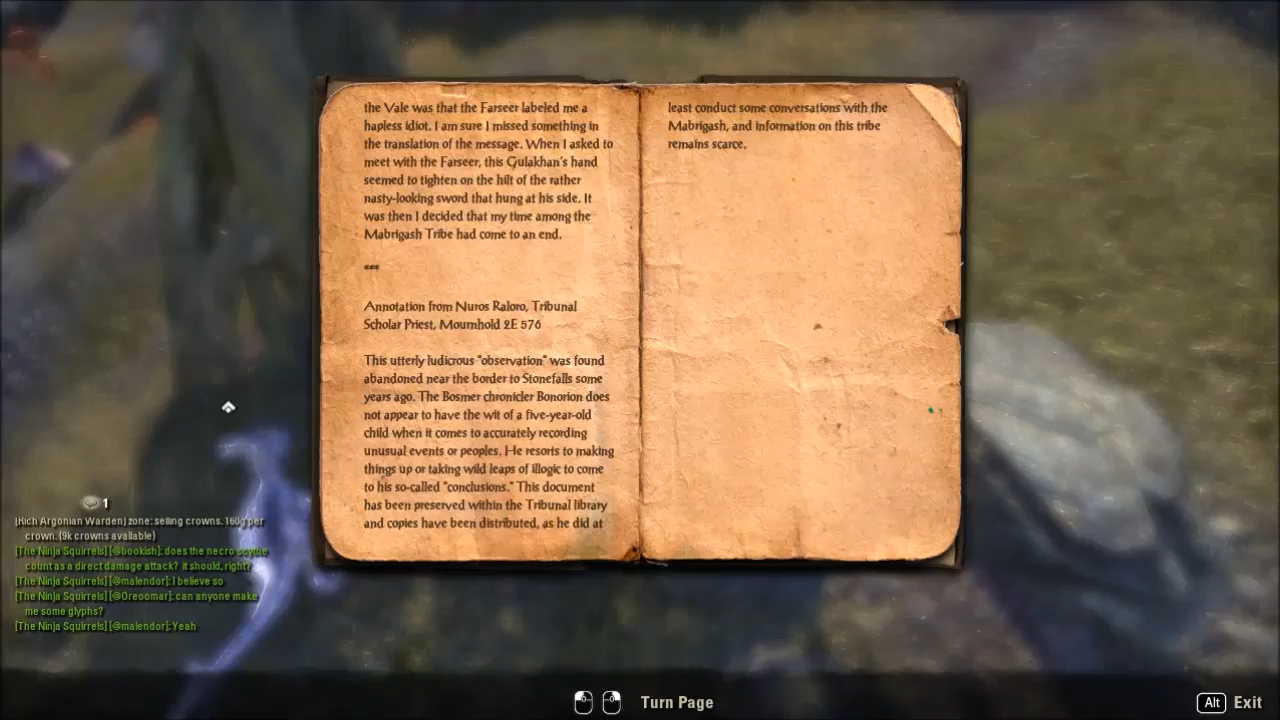 the Vale was that the Farseer labeled me a
hapless idiot. I am sure I missed something in
the translation of the message. When I asked to
meet with the Farseer, this Gulakhan's hand
seemed to tighten on the hilt of the rather
nasty-looking sword that hung at his side. It
was then I decided that my time among the
Mabrigash Tribe had come to an end.
***
Annotation from Nuros Raloro, Tribunal
Scholar Priest, Mournhold 2E 576
This utterly ludicrous "observation" was found
abandoned near the border to Stonefalls some
years ago. The Bosmer chronicler Bonorion does
not appear to have the wit of a five-year-old
child when it comes to accurately recording
unusual events or peoples. He resorts to making
things up or taking wild leaps of illogic to come
to his so-called "conclusions." This document
has been preserved within the Tribunal library
and copies have been distributed, as he did at
least conduct some conversations with the
Mabrigash, and information on this tribe
remains scarce.
1
[Rich Argonian Warden] zone: selling crowns. 160g per
crown. (9k crowns available)
[The Ninja Squirrels] [@bookish]: does the necro scythe
count as a direct damage attack? it should, right?
[The Ninja Squirrels] [@malendor]: I believe so
[The Ninja Squirrels] [@Oreoomar]: can anyone make
me some glyphs?
[The Ninja Squirrels] [@malendor]: Yeah
Turn Page
Alt Exit